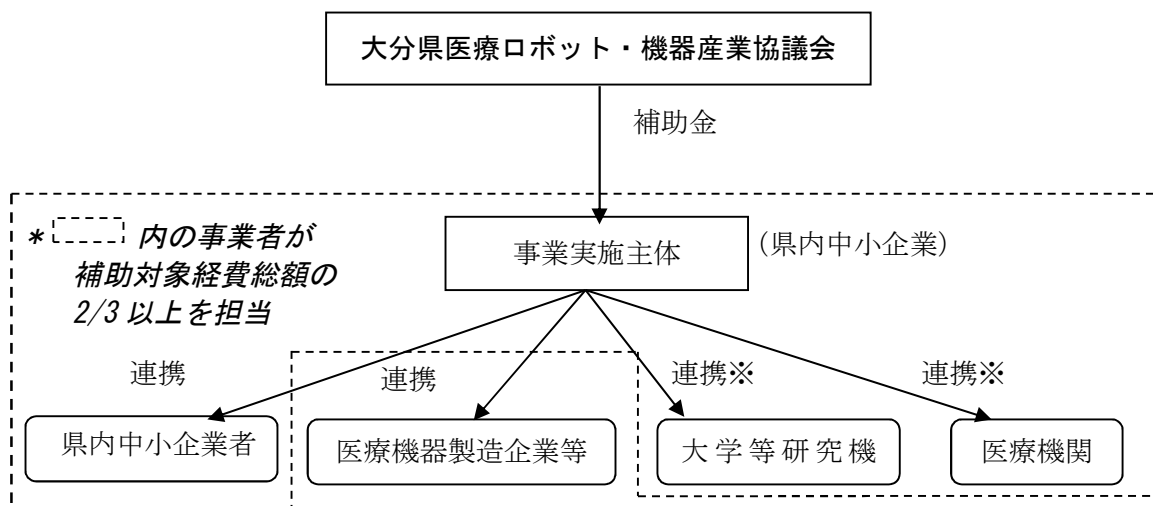 大分県医療ロボット・機器産業協議会
補助金
事業実施主体
(県内中小企業)
* 内の事業者が
補助対象経費総額の
2/3 以上を担当
連携
連携
連携※
連携※
県内中小企業者
医療機器製造企業等
大学等研究機
医療機関